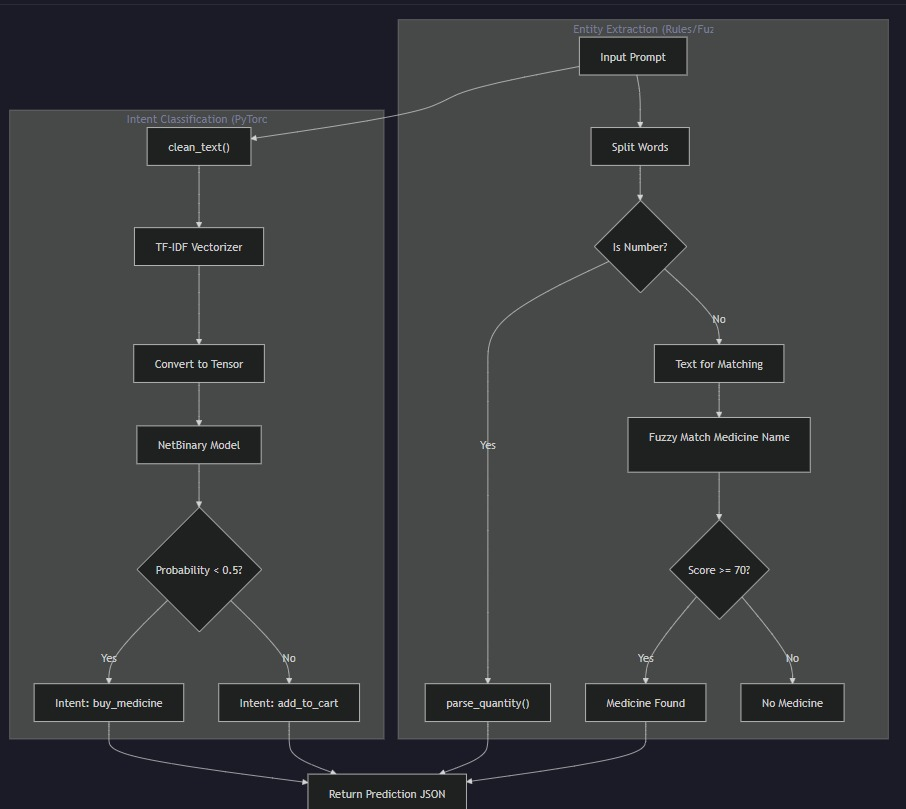 Entity Extraction (Rules/Fuz
Input Prompt
Intent Classification (PyTorc
clean_text()
Split Words
TF-IDF Vectorizer
Is Number?
No
Convert to Tensor
Text for Matching
NetBinary Model
Yes
Fuzzy Match Medicine Name
Probability < 0.5?
Score >= 70?
Yes
No
Yes
No
Intent: buy_medicine
Intent: add_to_cart
parse_quantity()
Medicine Found
No Medicine
Return Prediction JSON